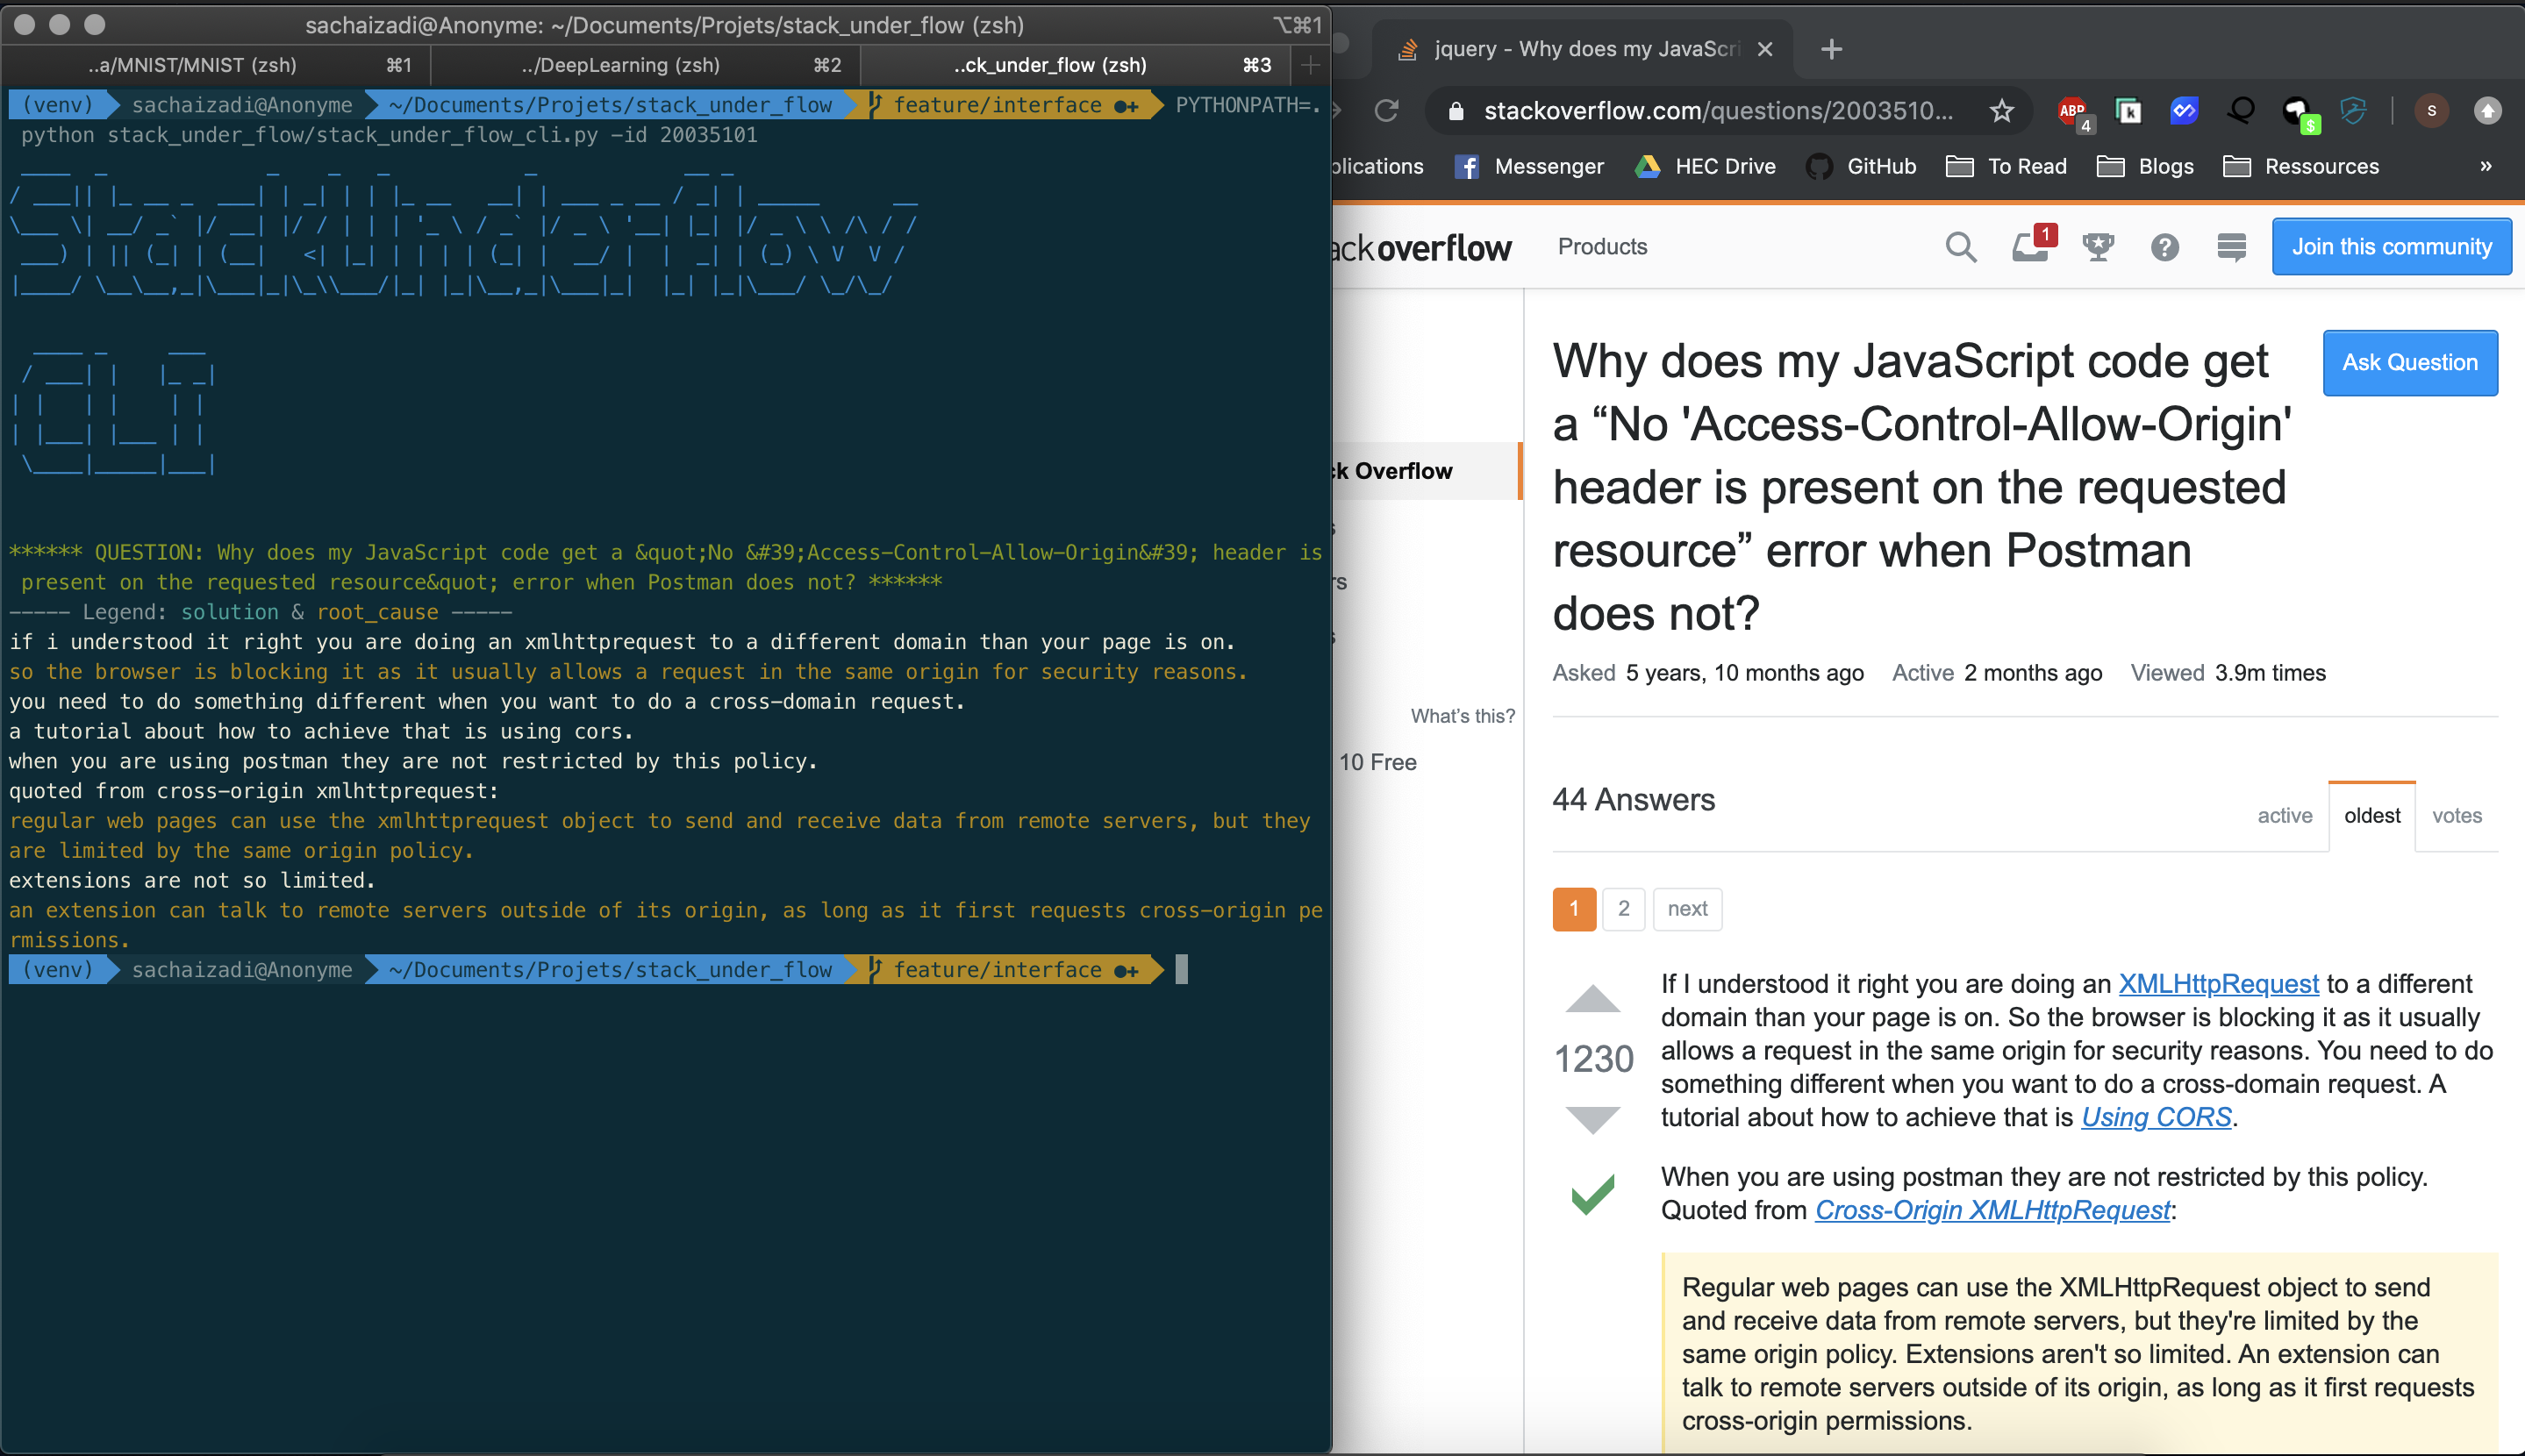 sachaizadi@Anonyme: ~/Documents/Projets/stack_under_flow (zsh)
⌥⌘1
..a/MNIST/MNIST (zsh) ⌘1
../DeepLearning (zsh) ⌘2
..ck_under_flow (zsh) ⌘3
(venv) sachaizadi@Anonyme ~/Documents/Projets/stack_under_flow feature/interface ●+ PYTHONPATH=.
python stack_under_flow/stack_under_flow_cli.py -id 20035101
StackUnderflow
CLI
****** QUESTION: Why does my JavaScript code get a &quot;No &#39;Access-Control-Allow-Origin&#39; header is
present on the requested resource&quot; error when Postman does not? ******
----- Legend: solution & root_cause -----
if i understood it right you are doing an xmlhttprequest to a different domain than your page is on.
so the browser is blocking it as it usually allows a request in the same origin for security reasons.
you need to do something different when you want to do a cross-domain request.
a tutorial about how to achieve that is using cors.
when you are using postman they are not restricted by this policy.
quoted from cross-origin xmlhttprequest:
regular web pages can use the xmlhttprequest object to send and receive data from remote servers, but they
are limited by the same origin policy.
extensions are not so limited.
an extension can talk to remote servers outside of its origin, as long as it first requests cross-origin pe
rmissions.
(venv) sachaizadi@Anonyme ~/Documents/Projets/stack_under_flow feature/interface ●+
jquery - Why does my JavaScri
stackoverflow.com/questions/2003510...
ABP 4
k
$
s
plications Messenger HEC Drive GitHub To Read Blogs Ressources »
ack overflow Products
1
Join this community
ck Overflow
s
rs
s
What's this?
10 Free
Ask Question
Why does my JavaScript code get
a “No 'Access-Control-Allow-Origin'
header is present on the requested
resource” error when Postman
does not?
Asked 5 years, 10 months ago Active 2 months ago Viewed 3.9m times
44 Answers
active oldest votes
1 2 next
1230
If I understood it right you are doing an XMLHttpRequest to a different
domain than your page is on. So the browser is blocking it as it usually
allows a request in the same origin for security reasons. You need to do
something different when you want to do a cross-domain request. A
tutorial about how to achieve that is Using CORS.
When you are using postman they are not restricted by this policy.
Quoted from Cross-Origin XMLHttpRequest:
Regular web pages can use the XMLHttpRequest object to send
and receive data from remote servers, but they're limited by the
same origin policy. Extensions aren't so limited. An extension can
talk to remote servers outside of its origin, as long as it first requests
cross-origin permissions.